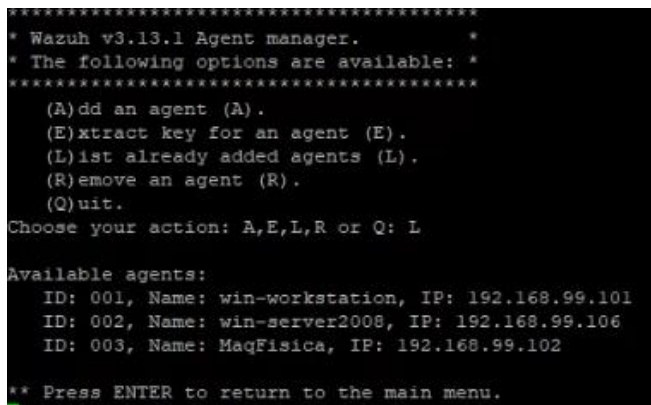 ****************************************
* Wazuh v3.13.1 Agent manager. *
* The following options are available: *
****************************************
(A)dd an agent (A).
(E)xtract key for an agent (E).
(L)ist already added agents (L).
(R)emove an agent (R).
(Q)uit.
Choose your action: A,E,L,R or Q: L
Available agents:
ID: 001, Name: win-workstation, IP: 192.168.99.101
ID: 002, Name: win-server2008, IP: 192.168.99.106
ID: 003, Name: MaqFisica, IP: 192.168.99.102
** Press ENTER to return to the main menu.